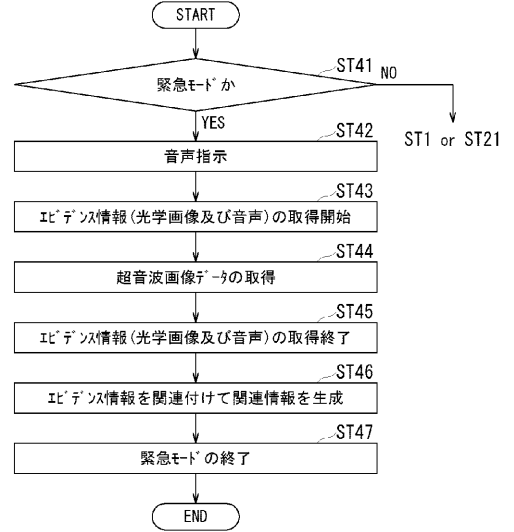 START
ST41
NO
緊急ﾓｰﾄﾞか
YES
ST1 or ST21
ST42
音声指示
ST43
ｴﾋﾞﾃﾞﾝｽ情報(光学画像及び音声)の取得開始
ST44
超音波画像ﾃﾞｰﾀの取得
ST45
ｴﾋﾞﾃﾞﾝｽ情報(光学画像及び音声)の取得終了
ST46
ｴﾋﾞﾃﾞﾝｽ情報を関連付けて関連情報を生成
ST47
緊急ﾓｰﾄﾞの終了
END